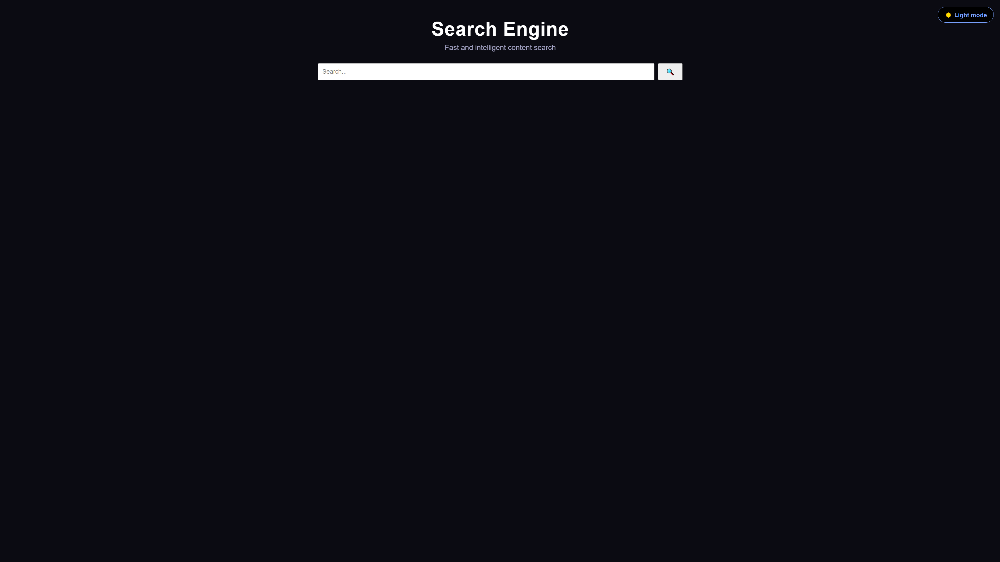 Light mode
Search Engine
Fast and intelligent content search
Search...